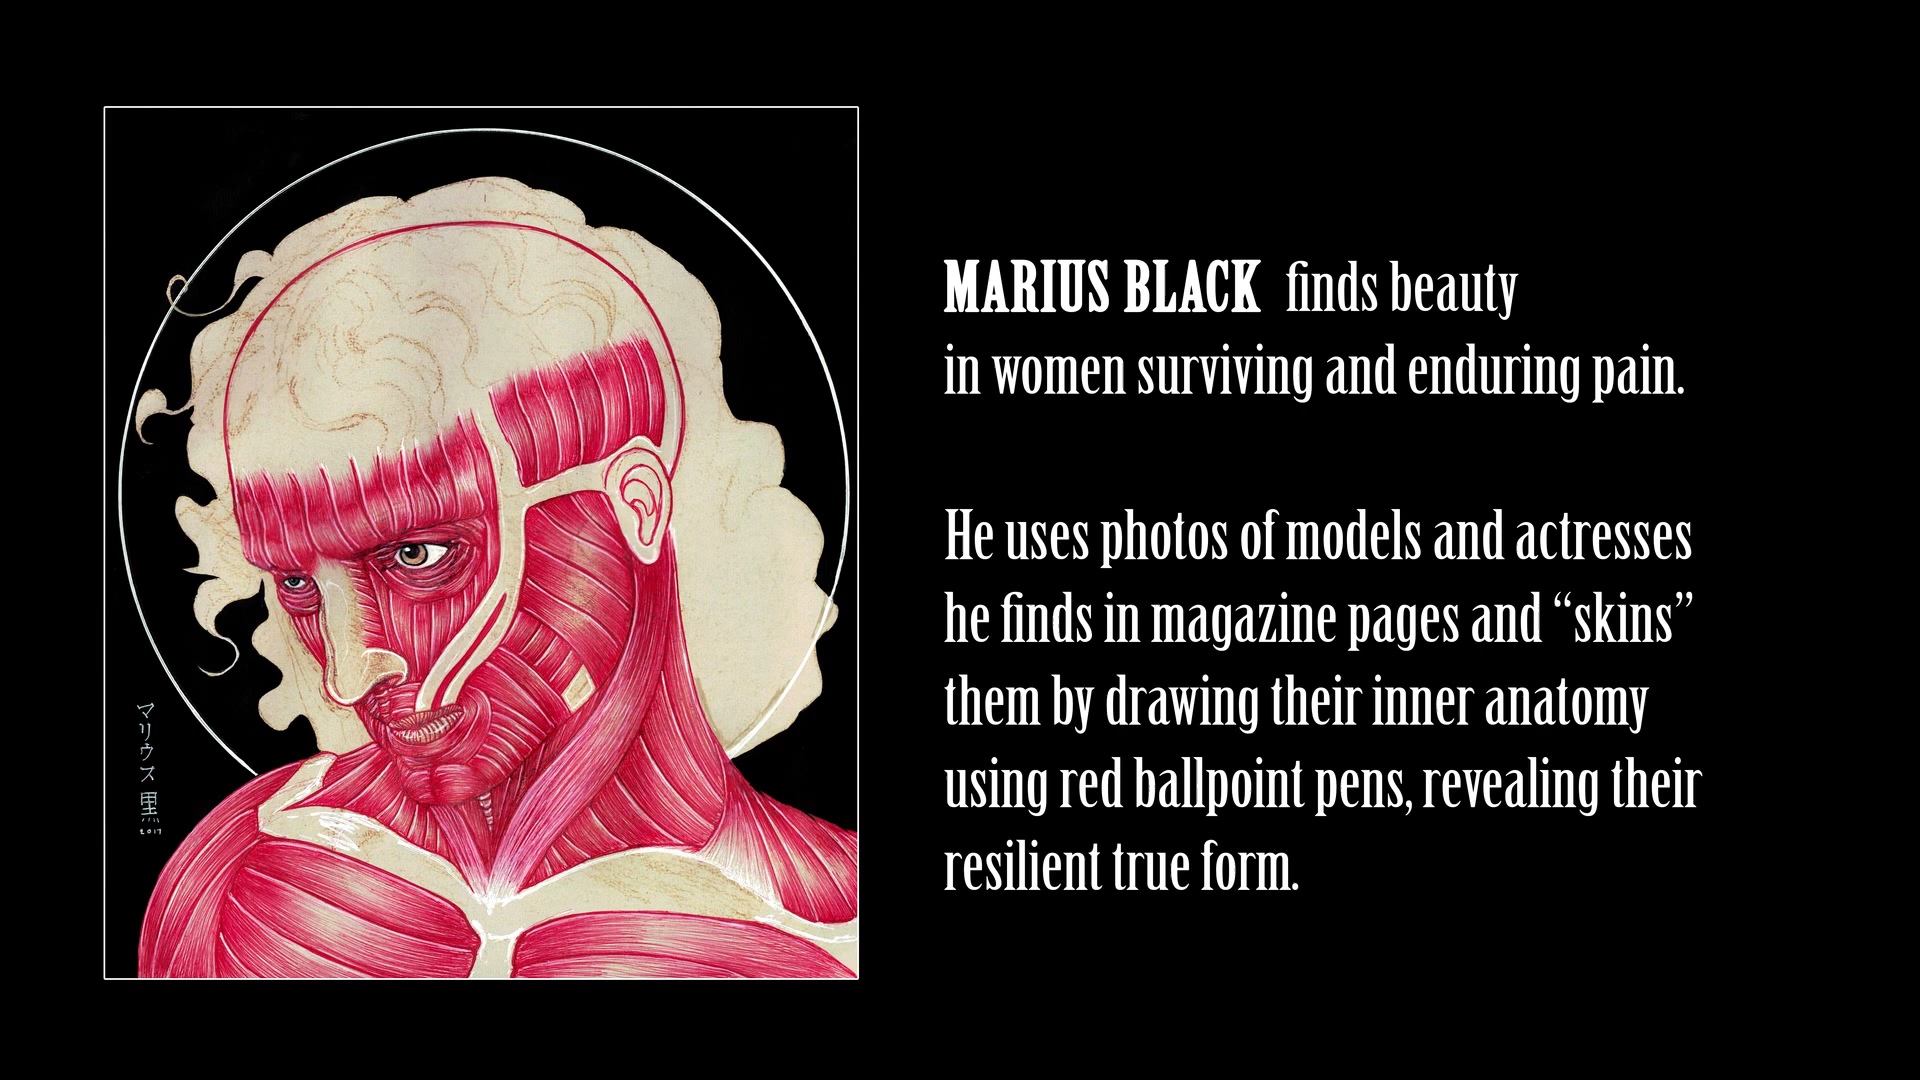 マリウス 黒
2017
MARIUS BLACK finds beauty
in women surviving and enduring pain.
He uses photos of models and actresses
he finds in magazine pages and “skins”
them by drawing their inner anatomy
using red ballpoint pens, revealing their
resilient true form.